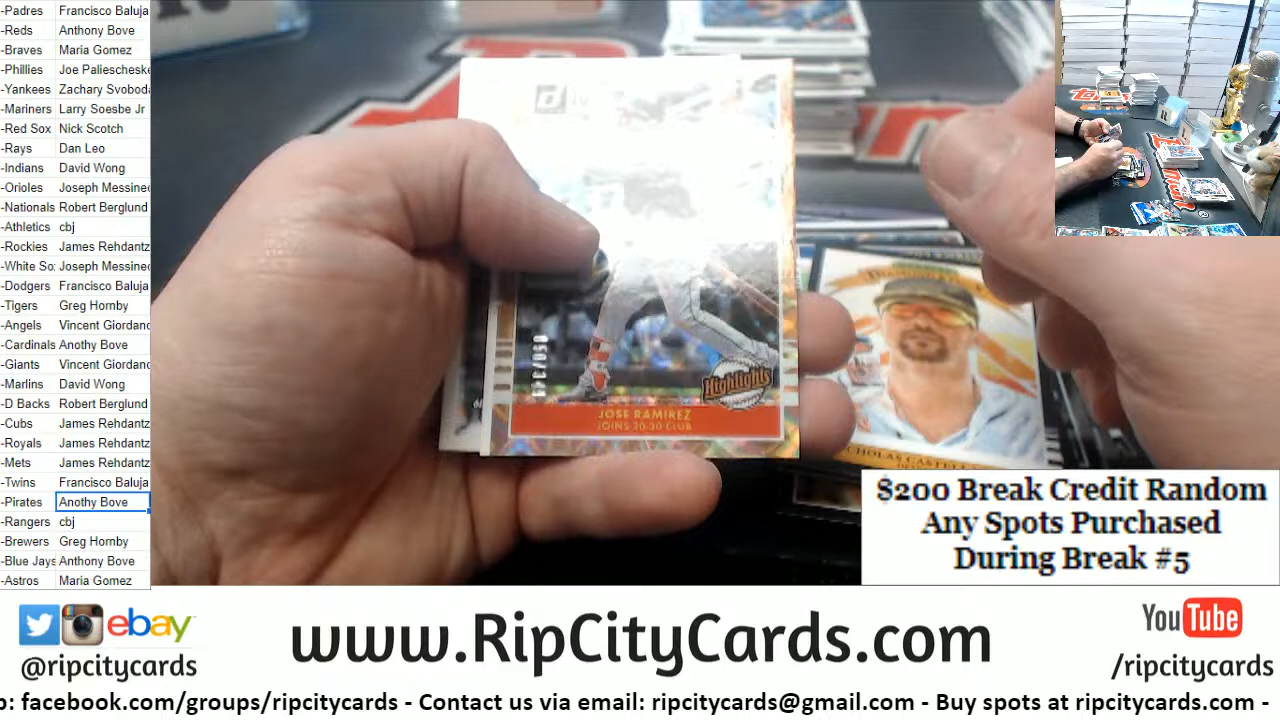 -Padres Francisco Baluja
-Reds Anthony Bove
-Braves Maria Gomez
-Phillies Joe Paliescheske
-Yankees Zachary Svoboda
-Mariners Larry Soesbe Jr
-Red Sox Nick Scotch
-Rays Dan Leo
-Indians David Wong
-Orioles Joseph Messined
-Nationals Robert Berglund
-Athletics cbj
-Rockies James Rehdantz
-White So Joseph Messined
-Dodgers Francisco Baluja
-Tigers Greg Hornby
-Angels Vincent Giordano
-Cardinals Anothy Bove
-Giants Vincent Giordano
-Marlins David Wong
-D Backs Robert Berglund
-Cubs James Rehdantz
-Royals James Rehdantz
-Mets James Rehdantz
-Twins Francisco Baluja
-Pirates Anothy Bove
-Rangers cbj
-Brewers Greg Hornby
-Blue Jays Anthony Bove
-Astros Maria Gomez
Highlights
JOSE RAMIREZ
JOINS 30-30 CLUB
$200 Break Credit Random
Any Spots Purchased
During Break #5
ebay
@ripcitycards
www.RipCityCards.com
YouTube
/ripcitycards
facebook.com/groups/ripcitycards - Contact us via email: ripcitycards@gmail.com - Buy spots at ripcitycards.com -